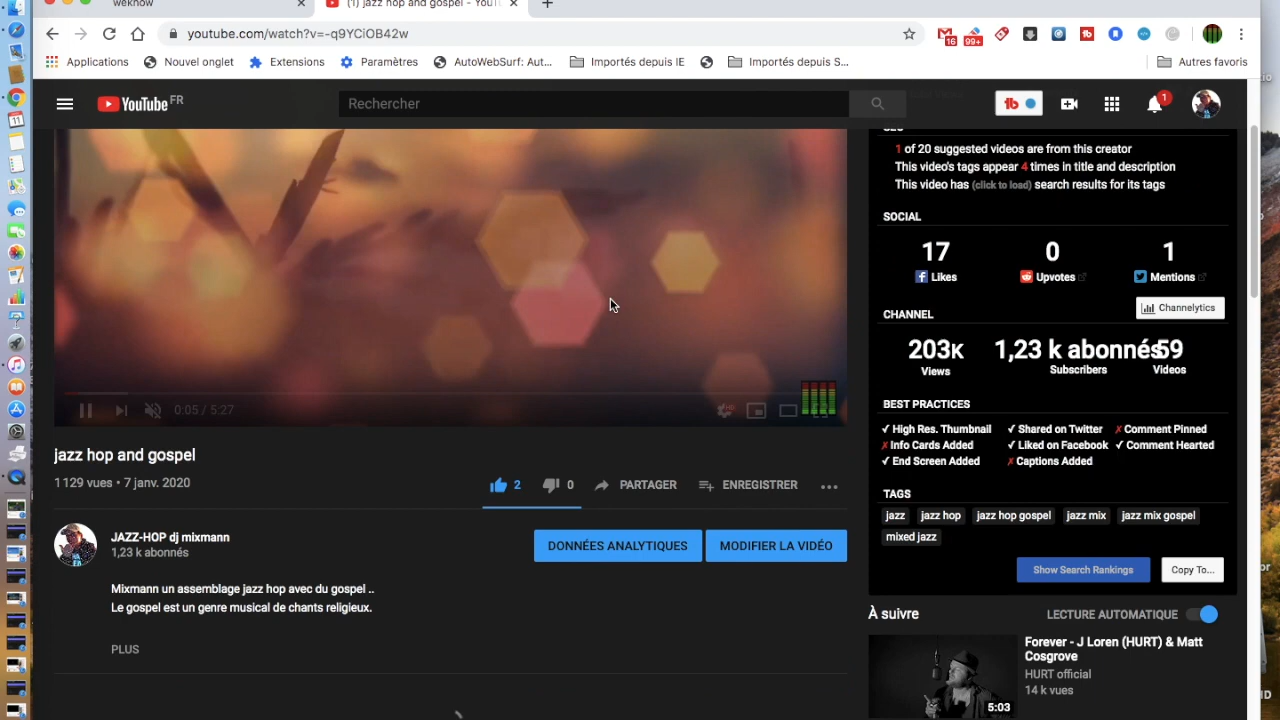 weknow
(1) jazz hop and gospel - YouT
youtube.com/watch?v=-q9YCiOB42w
16
99+
Applications
Nouvel onglet
Extensions
Paramètres
AutoWebSurf: Aut...
Importés depuis IE
Importés depuis S...
Autres favoris
YouTube FR
Rechercher
1
1 of 20 suggested videos are from this creator
This video's tags appear 4 times in title and description
This video has (click to load) search results for its tags
SOCIAL
17 0 1
Likes Upvotes Mentions
CHANNEL
Channelytics
203K 1,23 k abonnés 59
Views Subscribers Videos
BEST PRACTICES
✓ High Res. Thumbnail ✓ Shared on Twitter ✗ Comment Pinned
✗ Info Cards Added ✓ Liked on Facebook ✓ Comment Hearted
✓ End Screen Added ✗ Captions Added
TAGS
jazz jazz hop jazz hop gospel jazz mix jazz mix gospel
mixed jazz
Show Search Rankings Copy To...
0:05 / 5:27
jazz hop and gospel
1 129 vues • 7 janv. 2020
2 0 PARTAGER ENREGISTRER
JAZZ-HOP dj mixmann
1,23 k abonnés
DONNÉES ANALYTIQUES MODIFIER LA VIDÉO
Mixmann un assemblage jazz hop avec du gospel ..
Le gospel est un genre musical de chants religieux.
PLUS
À suivre
LECTURE AUTOMATIQUE
Forever - J Loren (HURT) & Matt
Cosgrove
HURT official
14 k vues
5:03